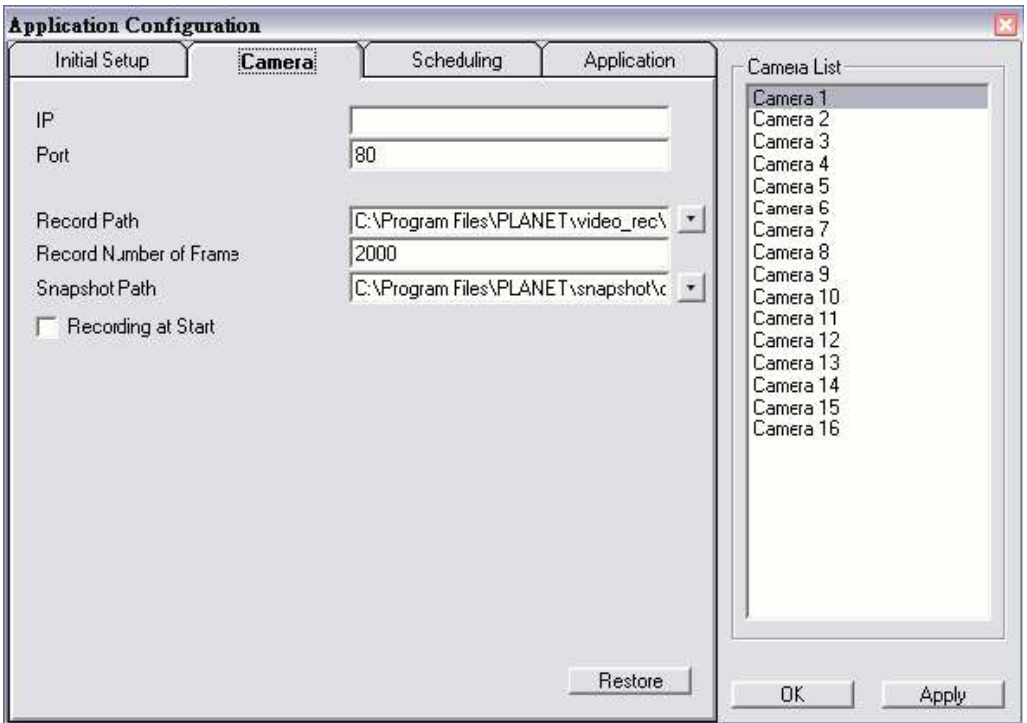 Application Configuration
Initial Setup
Camera
Scheduling
Application
IP
Port
80
Record Path
C:\Program Files\PLANET\video_rec\
Record Number of Frame
2000
Snapshot Path
C:\Program Files\PLANET\snapshot\c
Recording at Start
Restore
Camera List
Camera 1
Camera 2
Camera 3
Camera 4
Camera 5
Camera 6
Camera 7
Camera 8
Camera 9
Camera 10
Camera 11
Camera 12
Camera 13
Camera 14
Camera 15
Camera 16
OK
Apply